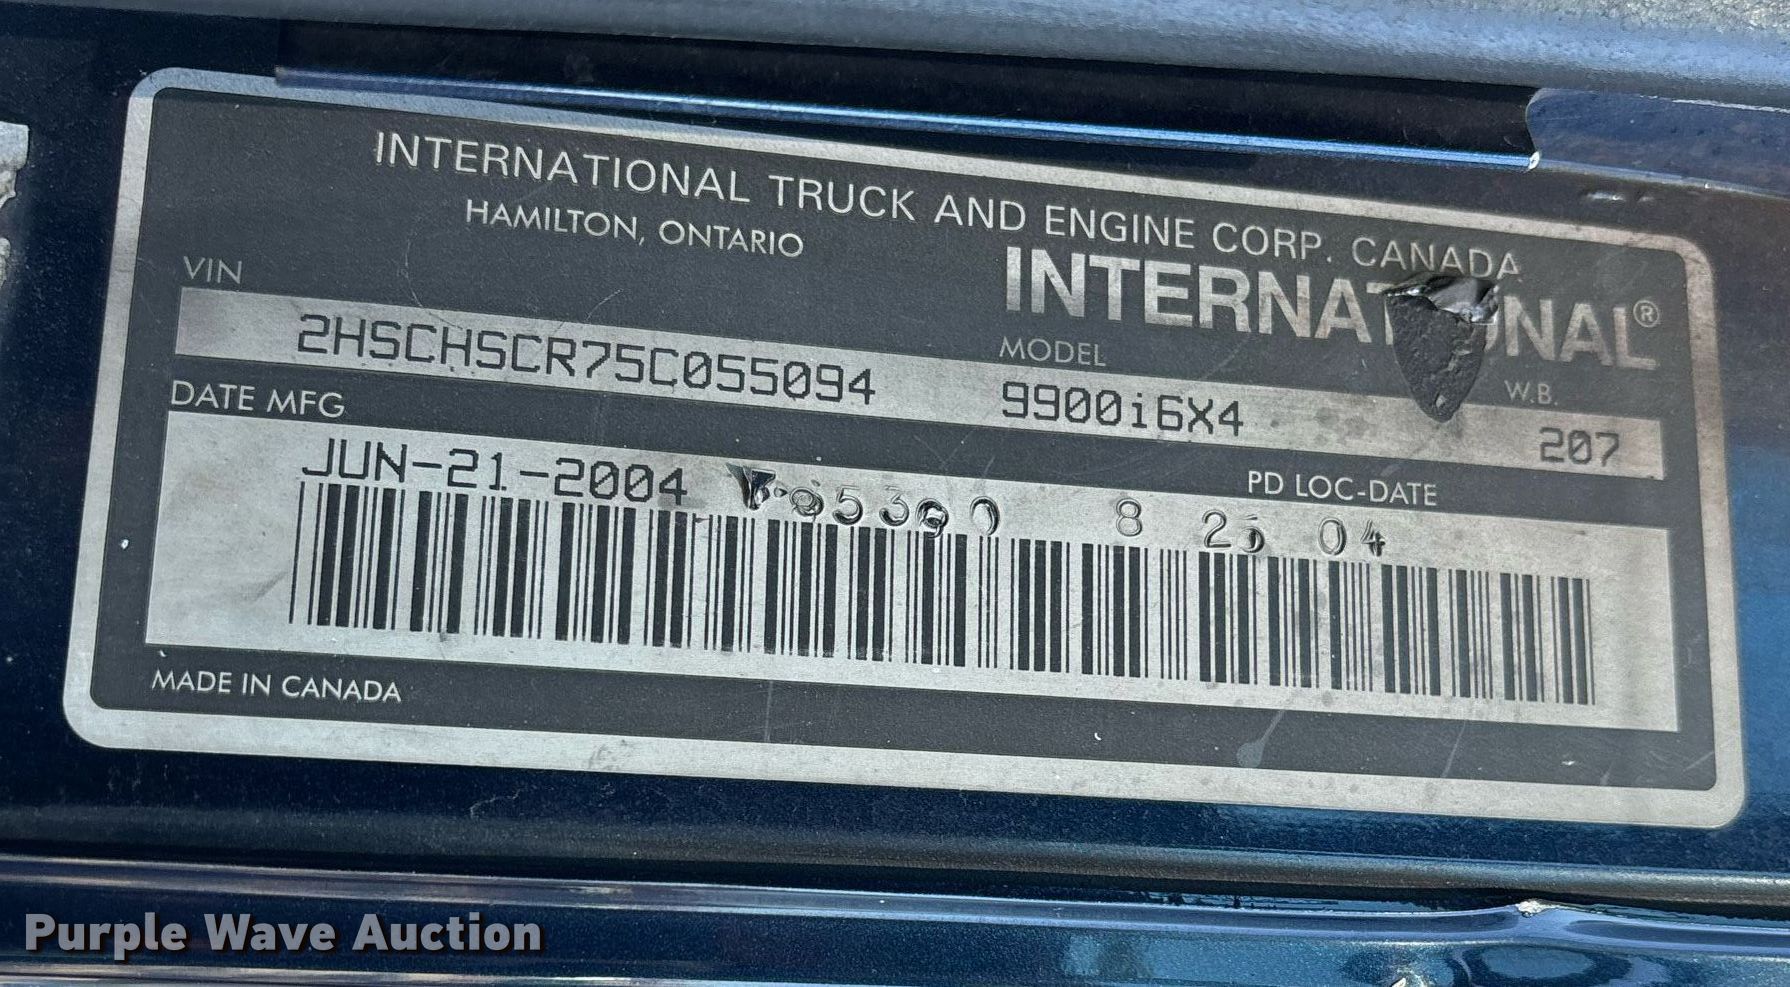 INTERNATIONAL TRUCK AND ENGINE CORP. CANADA
HAMILTON, ONTARIO
INTERNATIONAL®
VIN
MODEL
W.B.
2HSCHSCR75C055094
9900i6X4
207
DATE MFG
PD LOC-DATE
JUN-21-2004
8 25 04
MADE IN CANADA
Purple Wave Auction